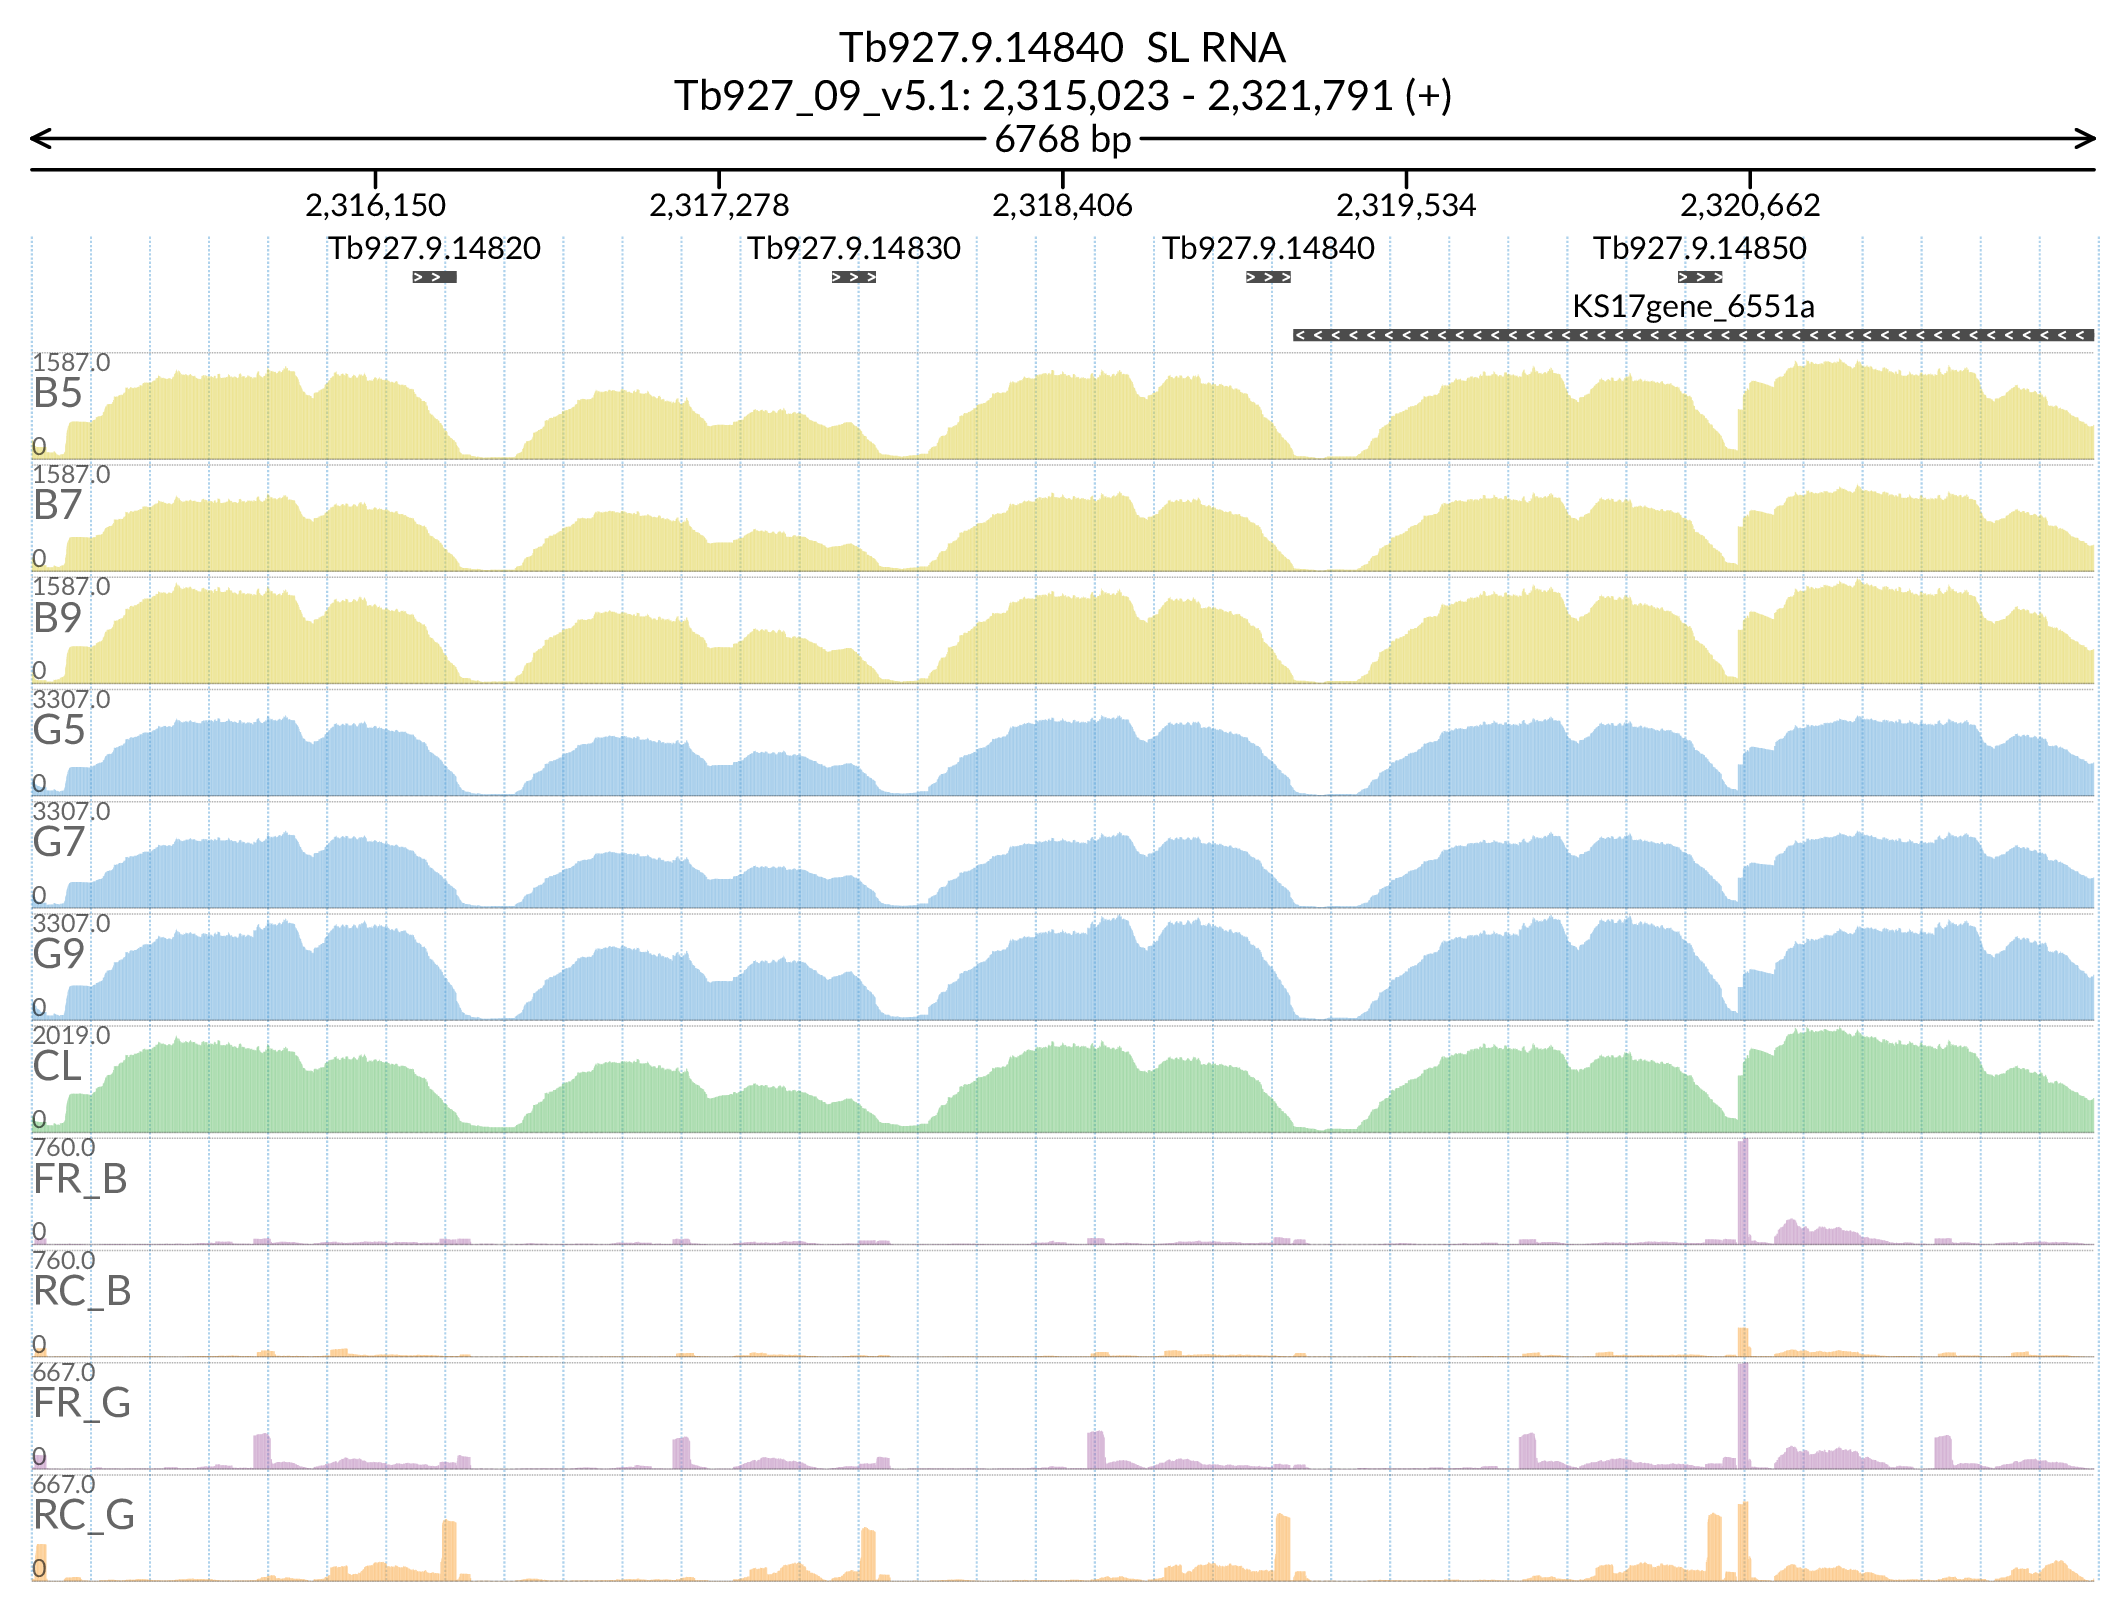 Tb927.9.14840  SL RNA
Tb927_09_v5.1: 2,315,023 - 2,321,791 (+)
6768 bp
2,316,150 2,317,278 2,318,406 2,319,534 2,320,662
Tb927.9.14820 Tb927.9.14830 Tb927.9.14840 Tb927.9.14850
KS17gene_6551a
1587.0
B5
0
1587.0
B7
0
1587.0
B9
0
3307.0
G5
0
3307.0
G7
0
3307.0
G9
0
2019.0
CL
0
760.0
FR_B
0
760.0
RC_B
0
667.0
FR_G
0
667.0
RC_G
0